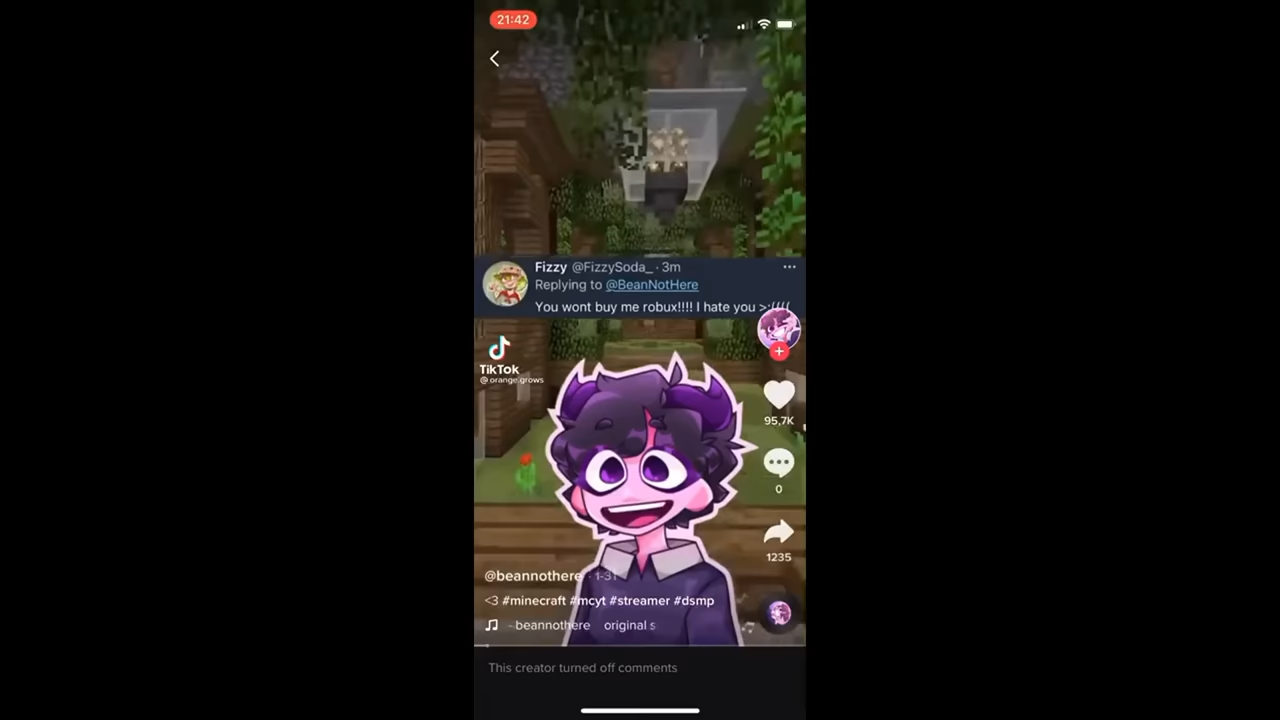 21:42
Fizzy @FizzySoda_ · 3m
Replying to @BeanNotHere
You wont buy me robux!!!! I hate you >:((((
TikTok
@orange.grows
95,7K
0
1235
@beannothere · 1-31
<3 #minecraft #mcyt #streamer #dsmp
- beannothere original s
This creator turned off comments